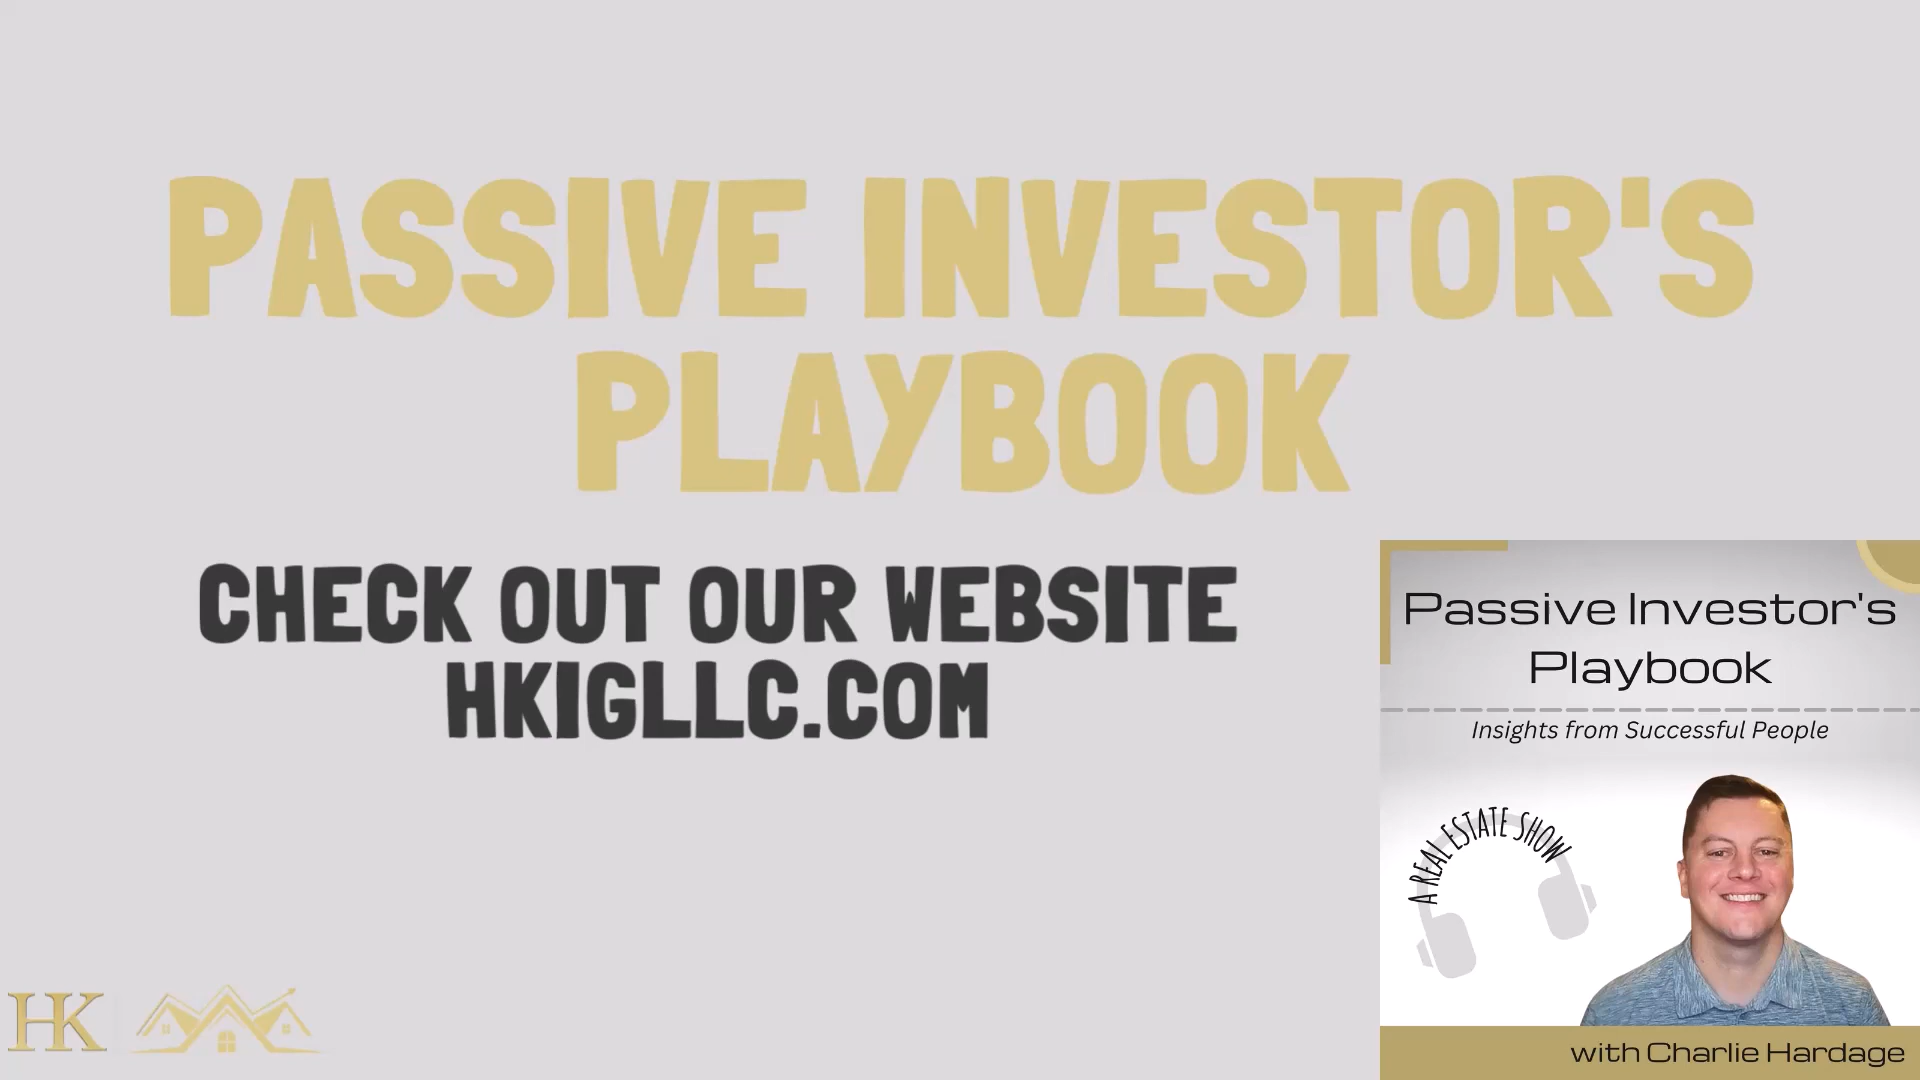 PASSIVE INVESTOR'S
PLAYBOOK
CHECK OUT OUR WEBSITE
HKIGLLC.COM
Passive Investor's
Playbook
Insights from Successful People
A REAL ESTATE SHOW
with Charlie Hardage
HK